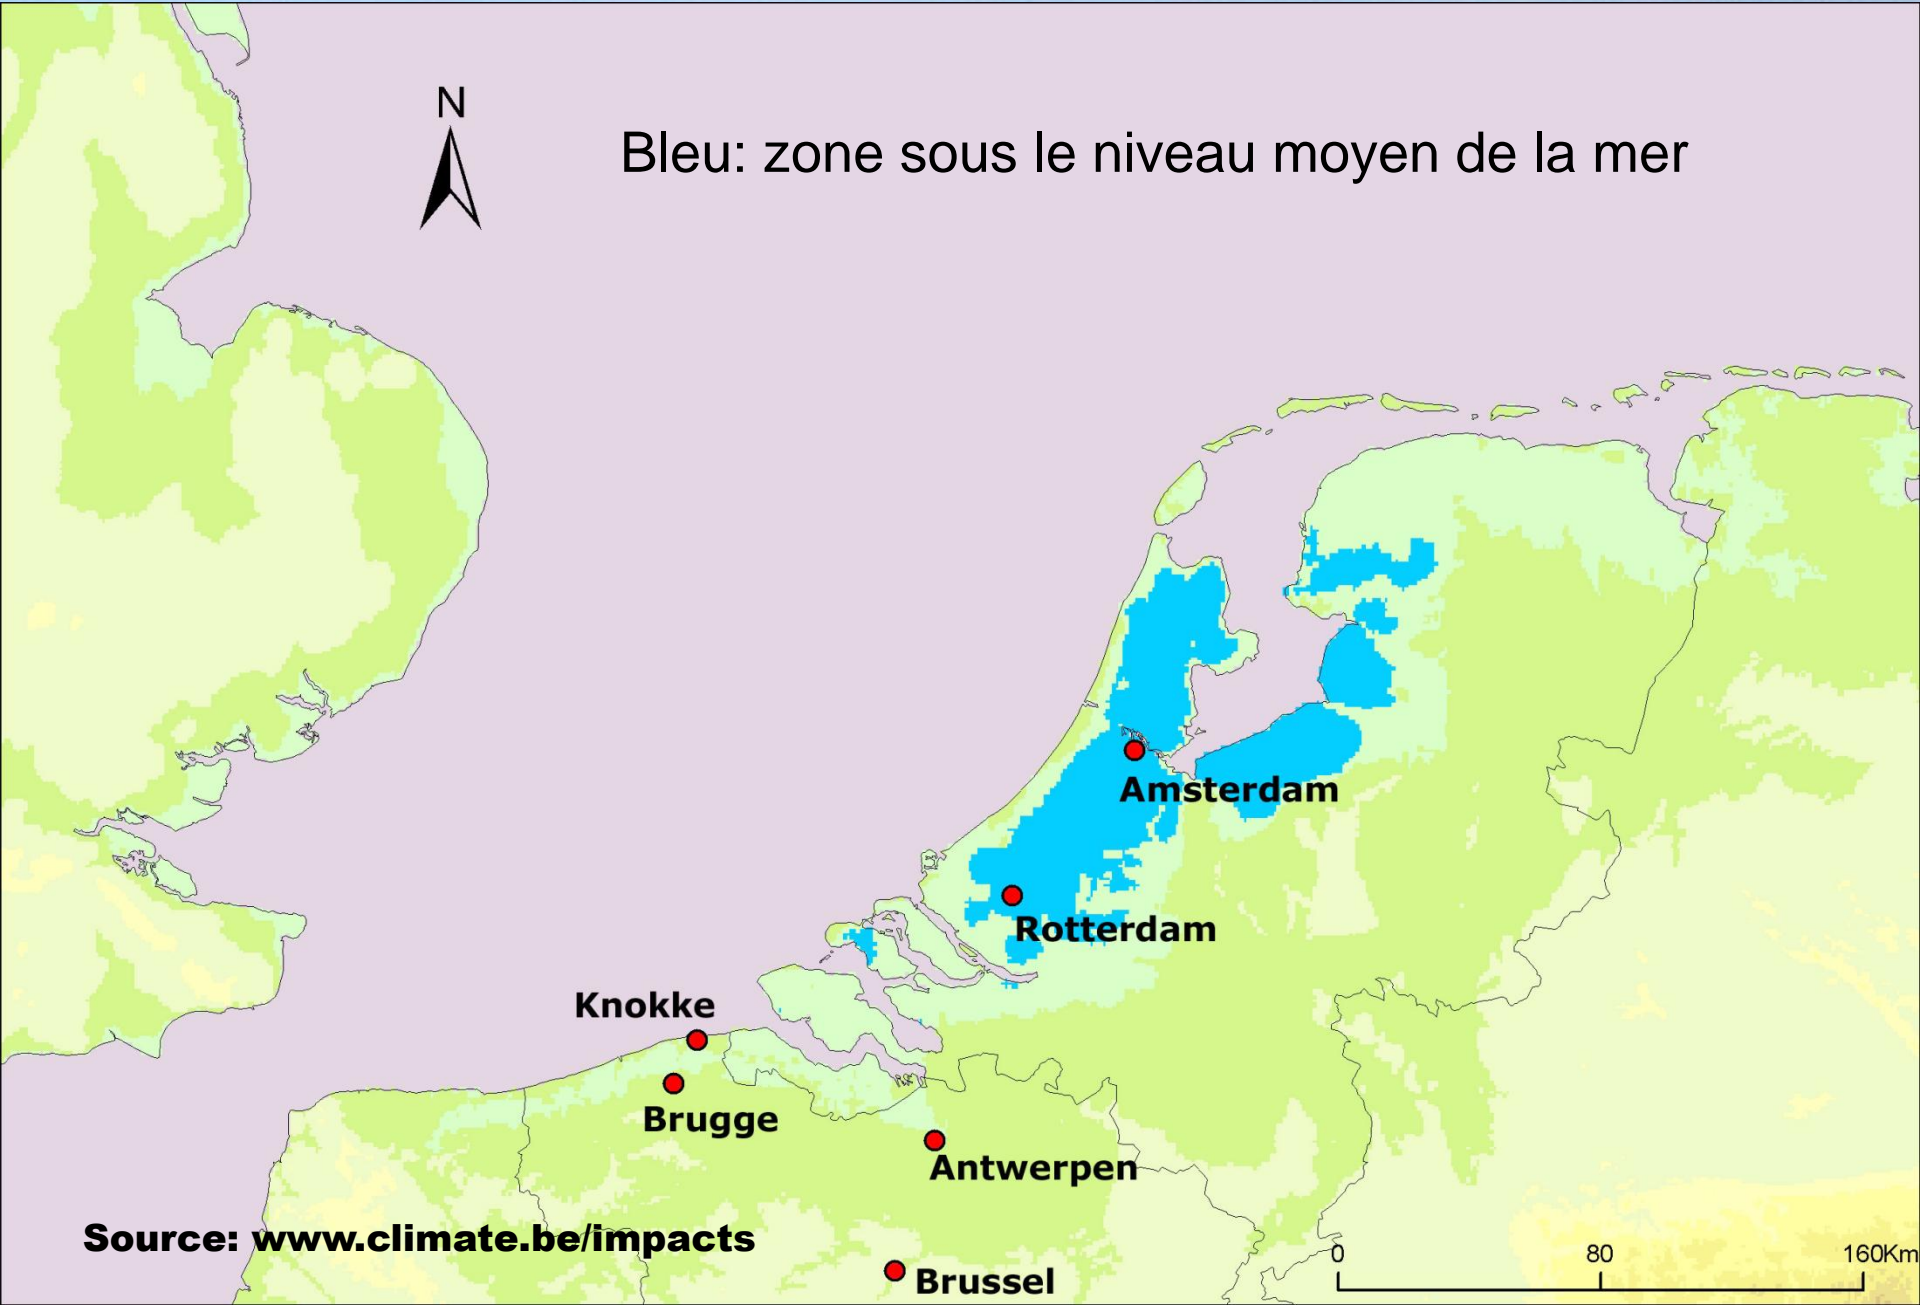 N
Bleu: zone sous le niveau moyen de la mer
Amsterdam
Rotterdam
Knokke
Brugge
Antwerpen
Source: www.climate.be/impacts
0 80 160Km
Brussel